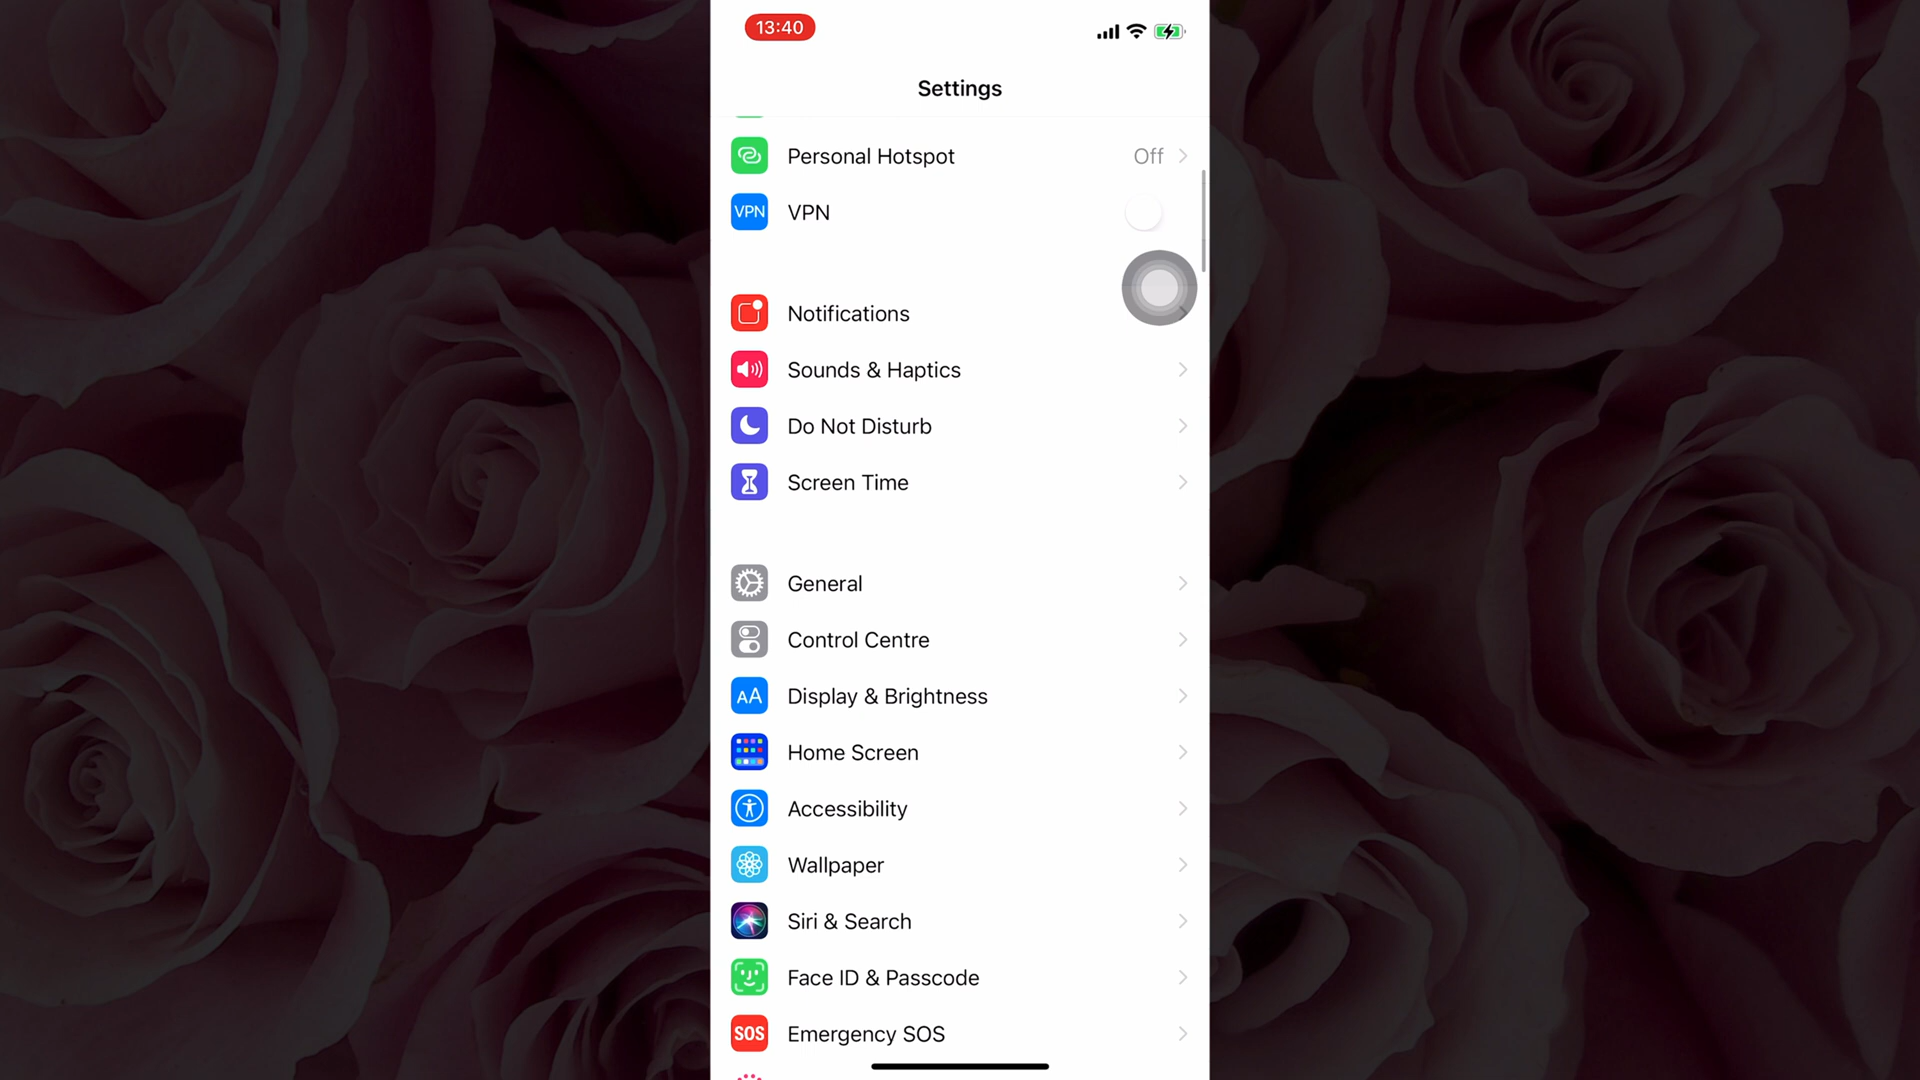 13:40
Settings
Personal Hotspot Off
VPN VPN
Notifications
Sounds & Haptics
Do Not Disturb
Screen Time
General
Control Centre
AA Display & Brightness
Home Screen
Accessibility
Wallpaper
Siri & Search
Face ID & Passcode
SOS Emergency SOS